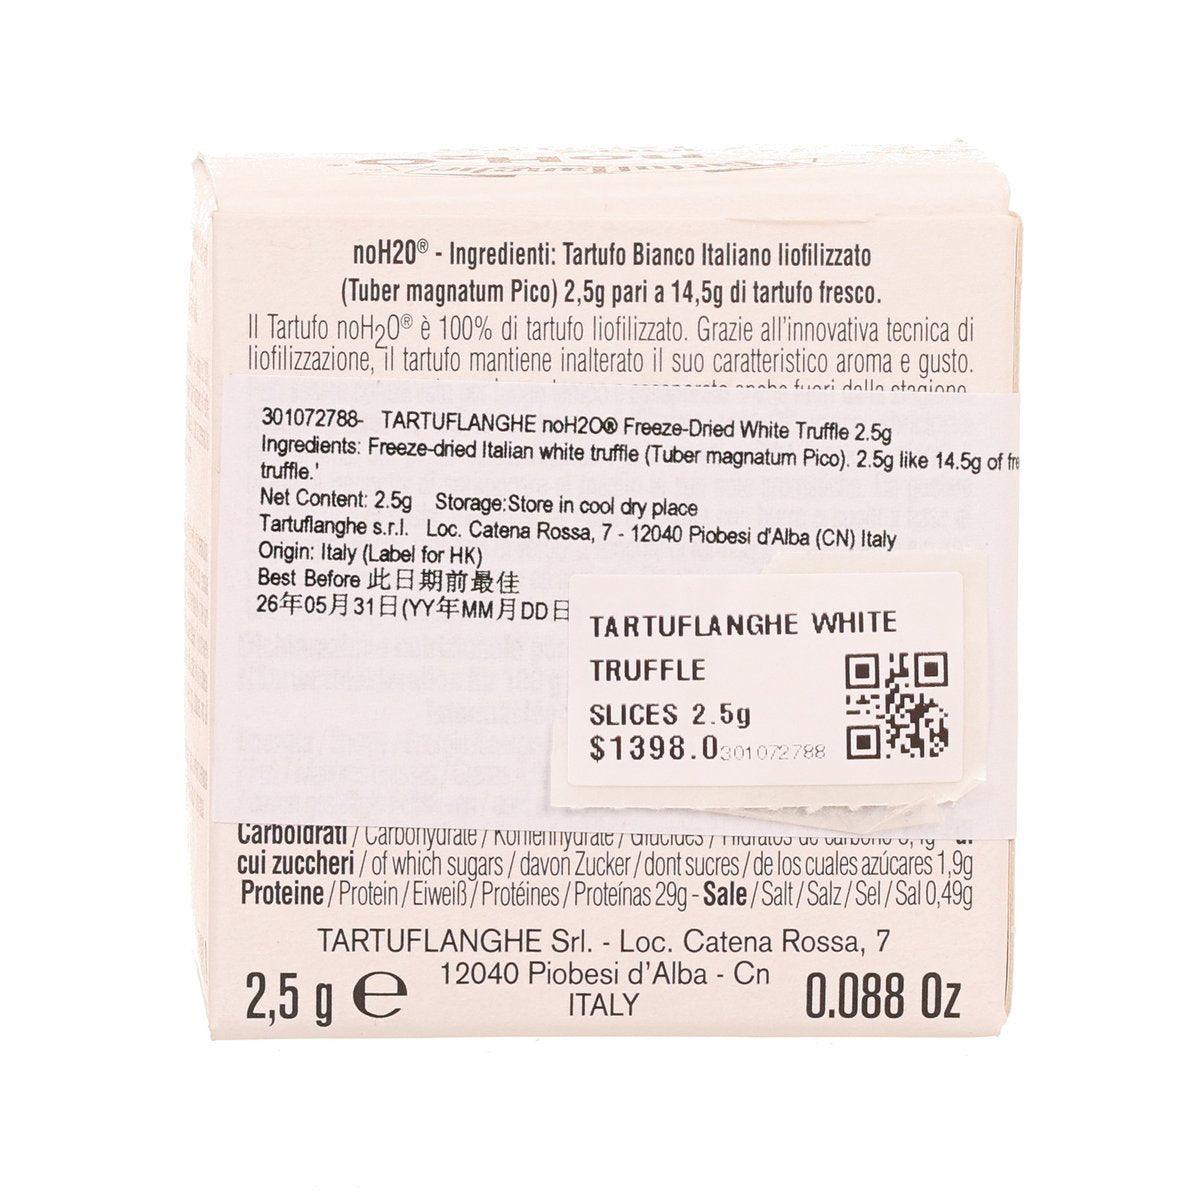 noH2O® - Ingredienti: Tartufo Bianco Italiano liofilizzato
(Tuber magnatum Pico) 2,5g pari a 14,5g di tartufo fresco.
Il Tartufo noH2O® è 100% di tartufo liofilizzato. Grazie all'innovativa tecnica di
liofilizzazione, il tartufo mantiene inalterato il suo caratteristico aroma e gusto.
anche fuori dalla stagione
301072788- TARTUFLANGHE noH2O® Freeze-Dried White Truffle 2.5g
Ingredients: Freeze-dried Italian white truffle (Tuber magnatum Pico). 2.5g like 14.5g of fre
truffle.'
Net Content: 2.5g Storage:Store in cool dry place
Tartuflanghe s.r.l. Loc. Catena Rossa, 7 - 12040 Piobesi d'Alba (CN) Italy
Origin: Italy (Label for HK)
Best Before 此日期前最佳
26年05月31日(YY年MM月DD日
TARTUFLANGHE WHITE
TRUFFLE
SLICES 2.5g
$1398.0 301072788
Carboidrati / Carbohydrate / Kohlenhydrate / Glucides / Hidratos de carbono
cui zuccheri / of which sugars / davon Zucker / dont sucres / de los cuales azúcares 1,9g
Proteine / Protein / Eiweiß / Protéines / Proteínas 29g - Sale / Salt / Salz / Sel / Sal 0,49g
TARTUFLANGHE Srl. - Loc. Catena Rossa, 7
12040 Piobesi d'Alba - Cn
ITALY
2,5 g ℮
0.088 Oz